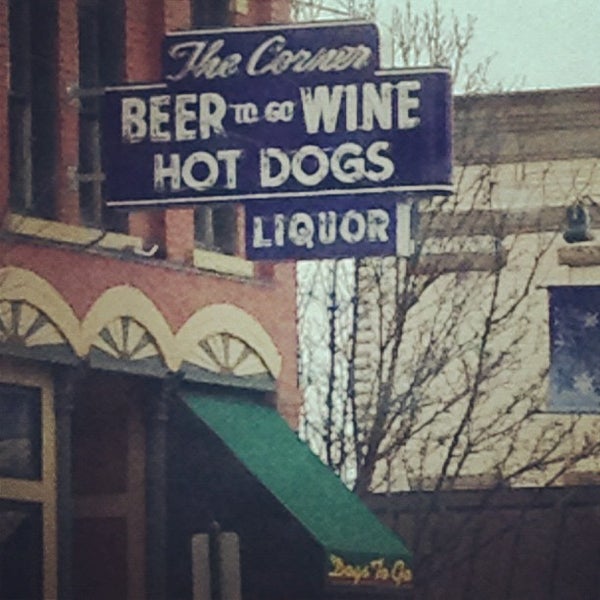 The Corner
BEER TO GO WINE
HOT DOGS
LIQUOR
Dogs To Go